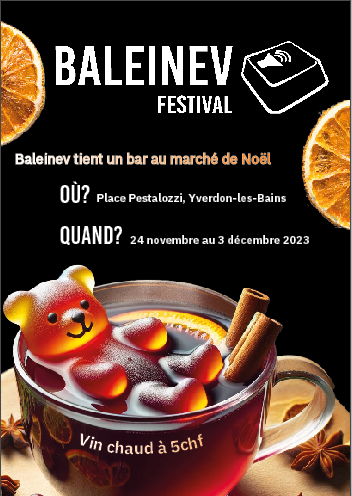 BALEINEV
FESTIVAL
Baleinev tient un bar au marché de Noël
OÙ? Place Pestalozzi, Yverdon-les-Bains
QUAND? 24 novembre au 3 décembre 2023
Vin chaud à 5chf